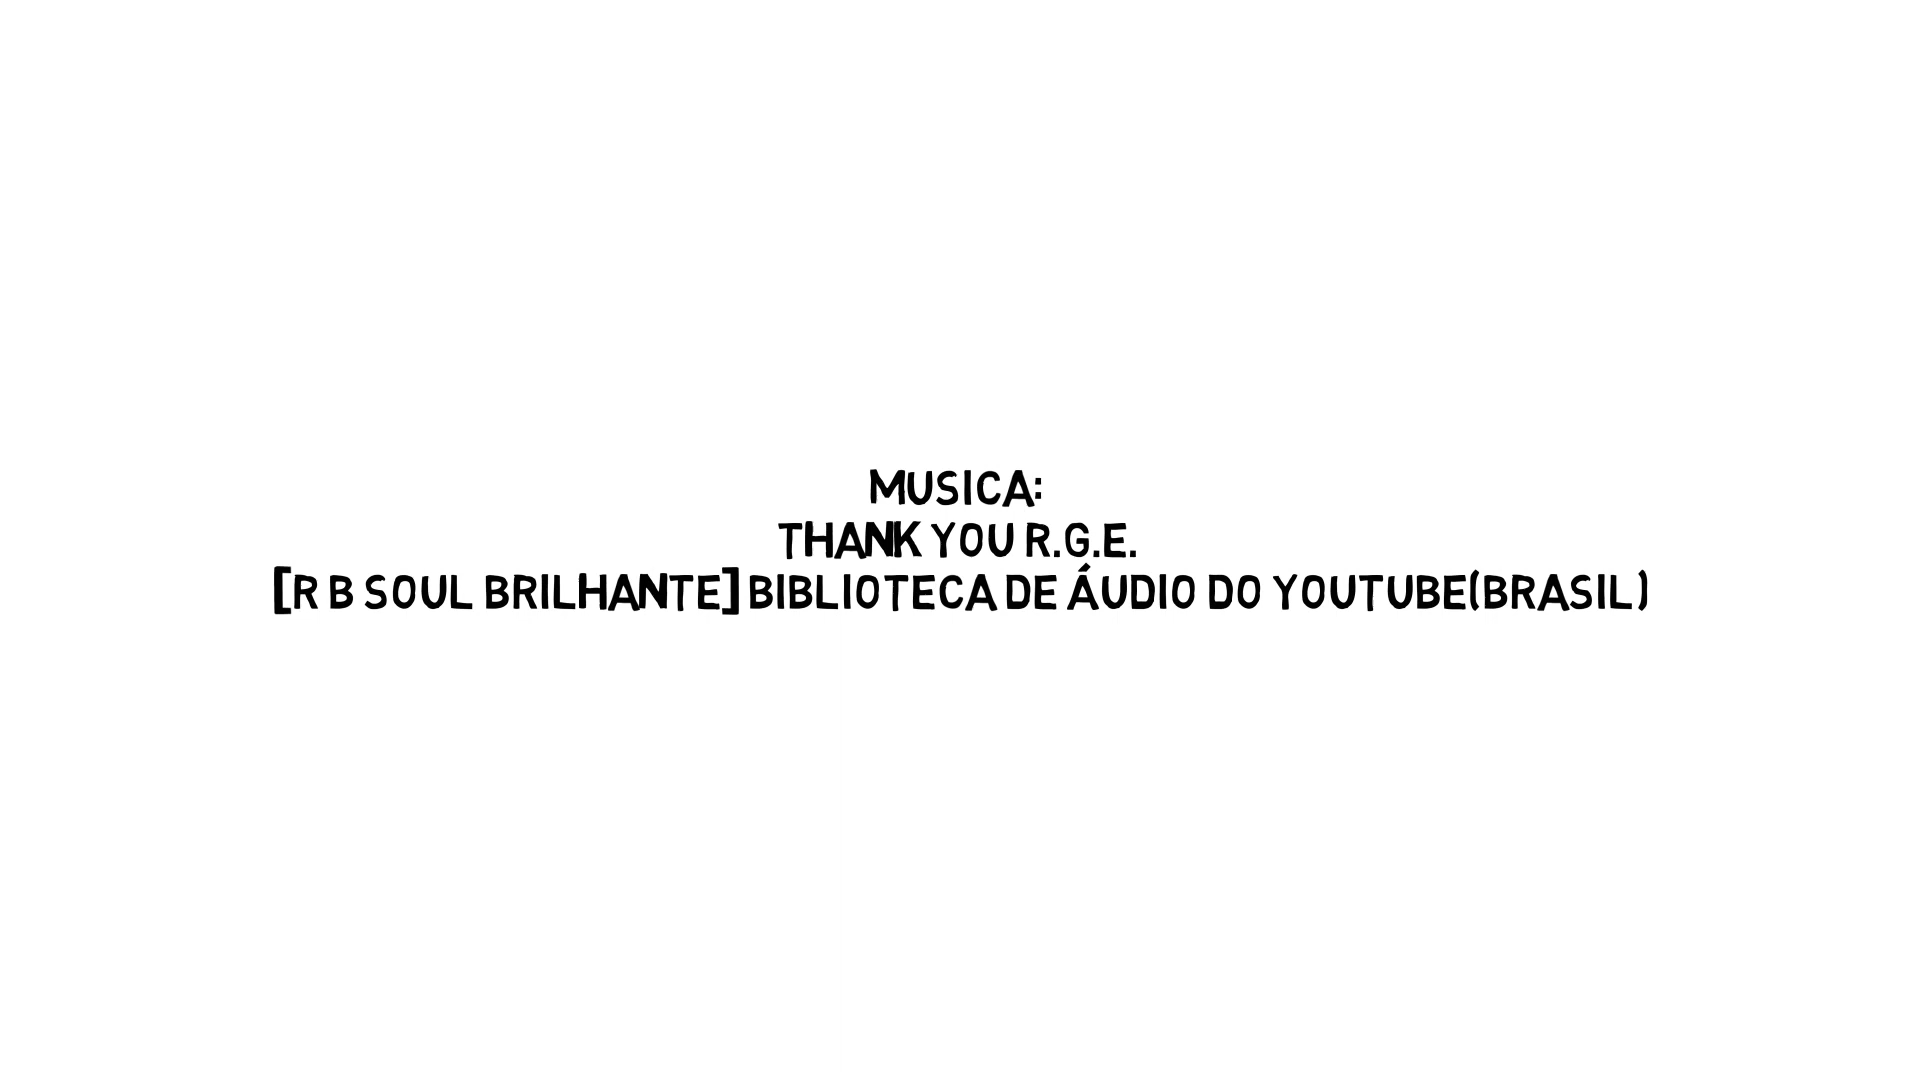 MUSICA:
THANK YOU R.G.E.
[R B SOUL BRILHANTE] BIBLIOTECA DE ÁUDIO DO YOUTUBE(BRASIL)